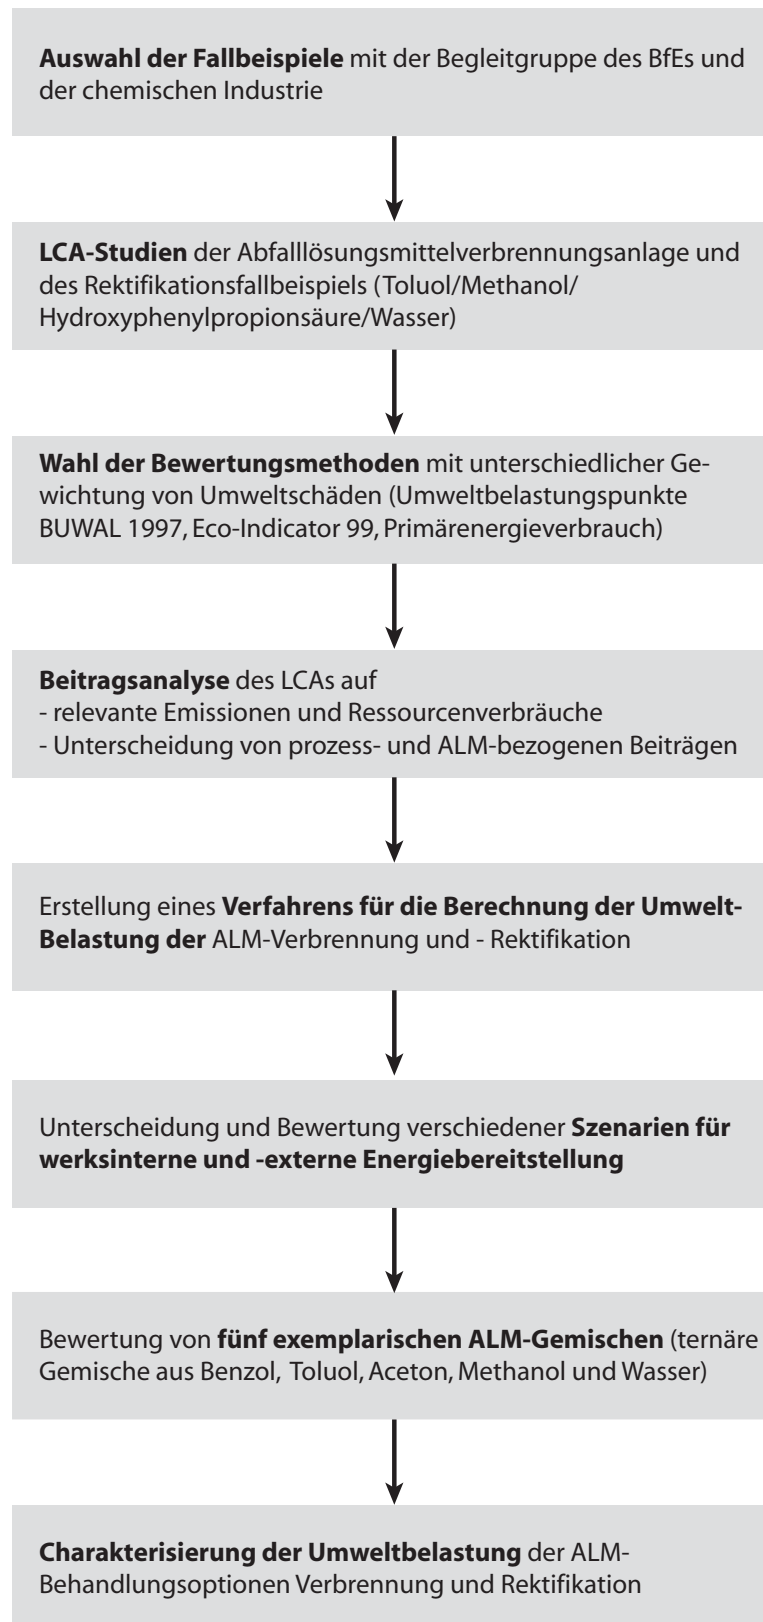 Auswahl der Fallbeispiele mit der Begleitgruppe des BfEs und
der chemischen Industrie
LCA-Studien der Abfalllösungsmittelverbrennungsanlage und
des Rektifikationsfallbeispiels (Toluol/Methanol/
Hydroxyphenylpropionsäure/Wasser)
Wahl der Bewertungsmethoden mit unterschiedlicher Ge-
wichtung von Umweltschäden (Umweltbelastungspunkte
BUWAL 1997, Eco-Indicator 99, Primärenergieverbrauch)
Beitragsanalyse des LCAs auf
- relevante Emissionen und Ressourcenverbräuche
- Unterscheidung von prozess- und ALM-bezogenen Beiträgen
Erstellung eines Verfahrens für die Berechnung der Umwelt-
Belastung der ALM-Verbrennung und - Rektifikation
Unterscheidung und Bewertung verschiedener Szenarien für
werksinterne und -externe Energiebereitstellung
Bewertung von fünf exemplarischen ALM-Gemischen (ternäre
Gemische aus Benzol, Toluol, Aceton, Methanol und Wasser)
Charakterisierung der Umweltbelastung der ALM-
Behandlungsoptionen Verbrennung und Rektifikation